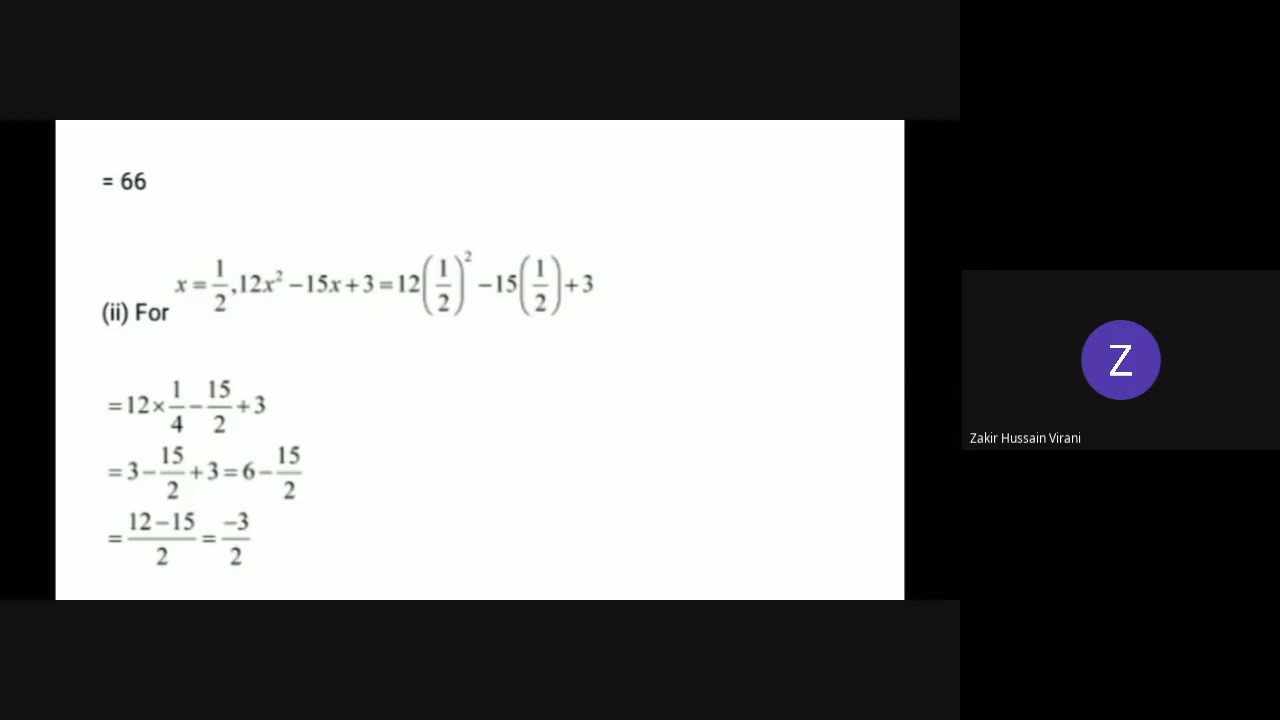 = 66
(ii) For x = 1/2, 12x² − 15x + 3 = 12(1/2)² − 15(1/2) + 3
= 12 × 1/4 − 15/2 + 3
= 3 − 15/2 + 3 = 6 − 15/2
= (12 − 15)/2 = −3/2
Z
Zakir Hussain Virani